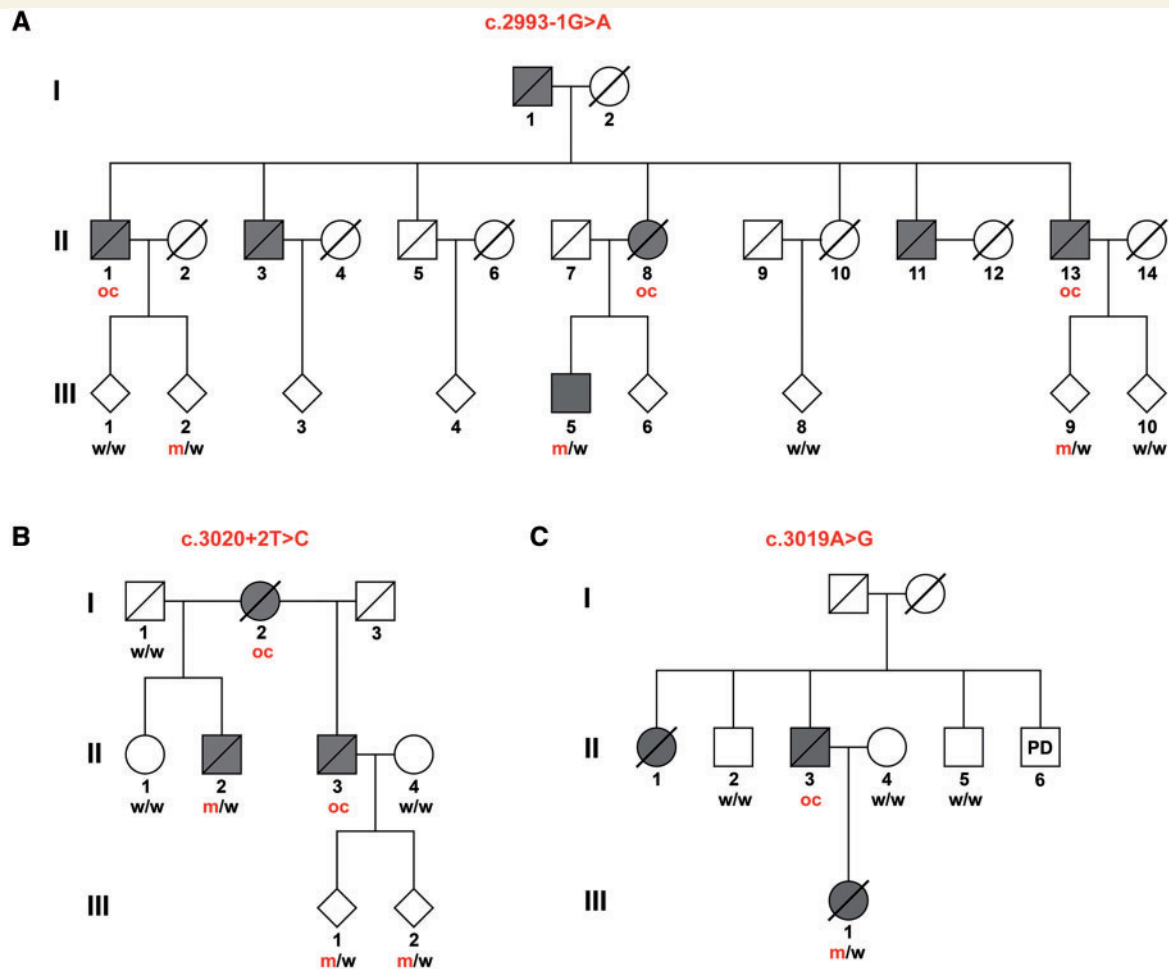 A
c.2993-1G>A
I
1 2
II
1 2 3 4 5 6 7 8 9 10 11 12 13 14
oc oc oc
III
1 2 3 4 5 6 8 9 10
w/w m/w m/w w/w m/w w/w
B
c.3020+2T>C
I
1 2 3
w/w oc
II
1 2 3 4
w/w m/w oc w/w
III
1 2
m/w m/w
C
c.3019A>G
I
II
PD
1 2 3 4 5 6
w/w oc w/w w/w
III
1
m/w